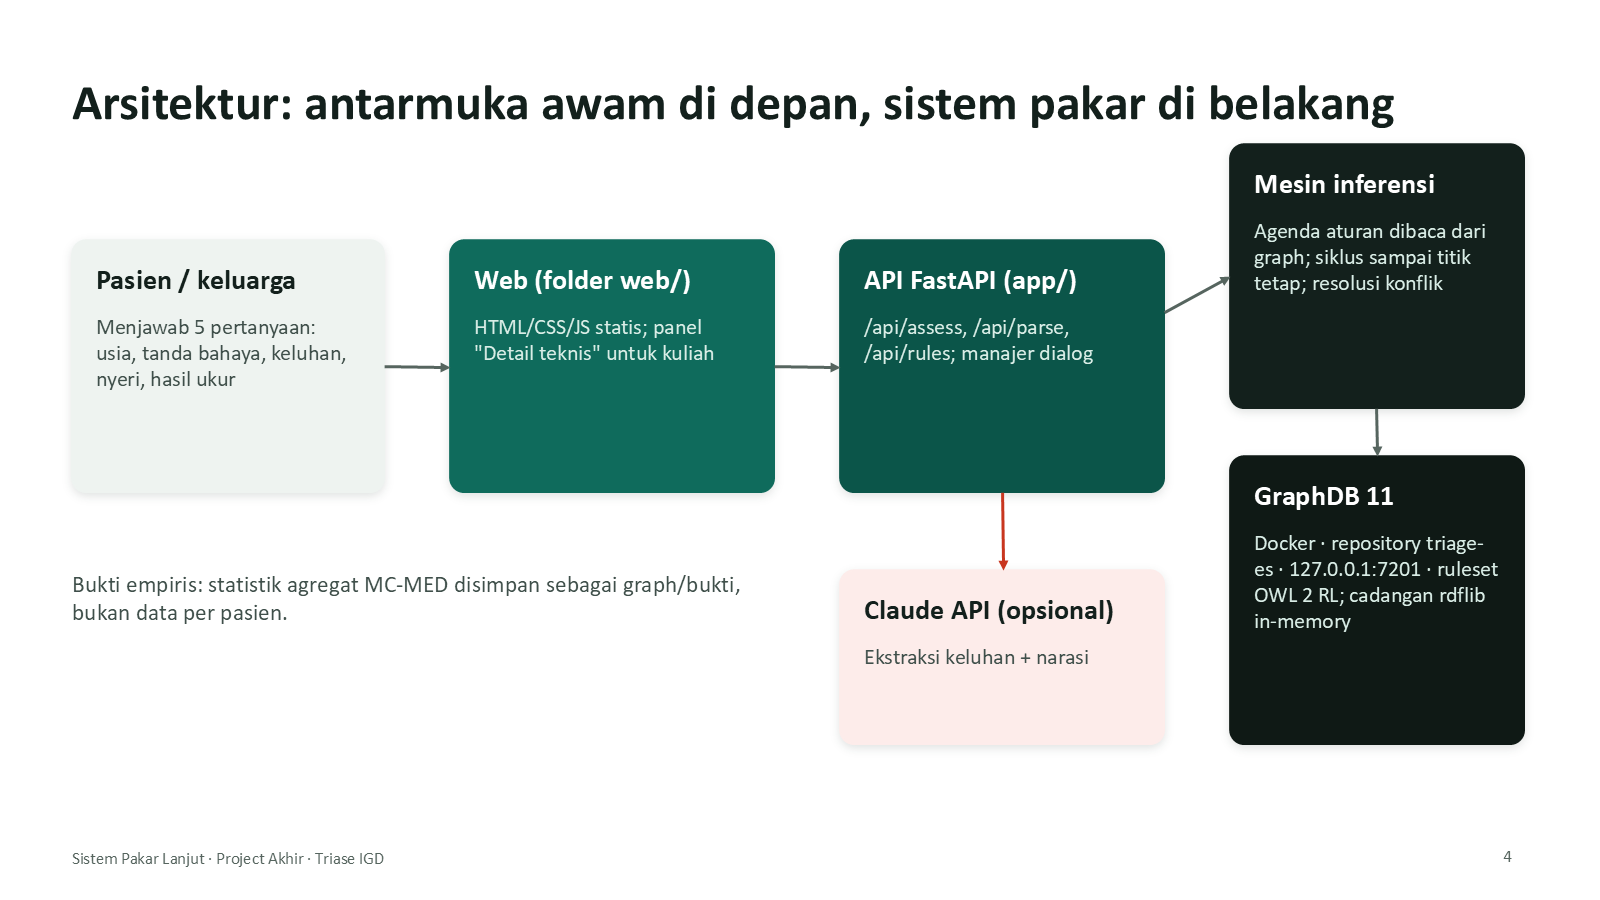 Arsitektur: antarmuka awam di depan, sistem pakar di belakang
Pasien / keluarga
Menjawab 5 pertanyaan:
usia, tanda bahaya, keluhan,
nyeri, hasil ukur
Web (folder web/)
HTML/CSS/JS statis; panel
"Detail teknis" untuk kuliah
API FastAPI (app/)
/api/assess, /api/parse,
/api/rules; manajer dialog
Mesin inferensi
Agenda aturan dibaca dari
graph; siklus sampai titik
tetap; resolusi konflik
GraphDB 11
Docker · repository triage-
es · 127.0.0.1:7201 · ruleset
OWL 2 RL; cadangan rdflib
in-memory
Claude API (opsional)
Ekstraksi keluhan + narasi
Bukti empiris: statistik agregat MC-MED disimpan sebagai graph/bukti,
bukan data per pasien.
Sistem Pakar Lanjut · Project Akhir · Triase IGD
4